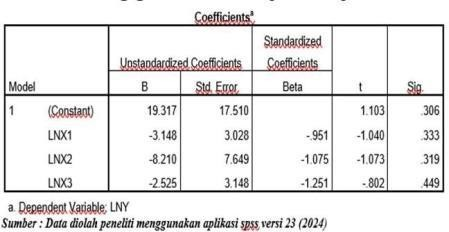 Coefficientsª
Standardized
Unstandardized Coefficients Coefficients
Model B Std. Error Beta t Sig.
1 (Constant) 19.317 17.510 1.103 .306
LNX1 -3.148 3.028 -.951 -1.040 .333
LNX2 -8.210 7.649 -1.075 -1.073 .319
LNX3 -2.525 3.148 -1.251 -.802 .449
a. Dependent Variable: LNY
Sumber : Data diolah peneliti menggunakan aplikasi spss versi 23 (2024)